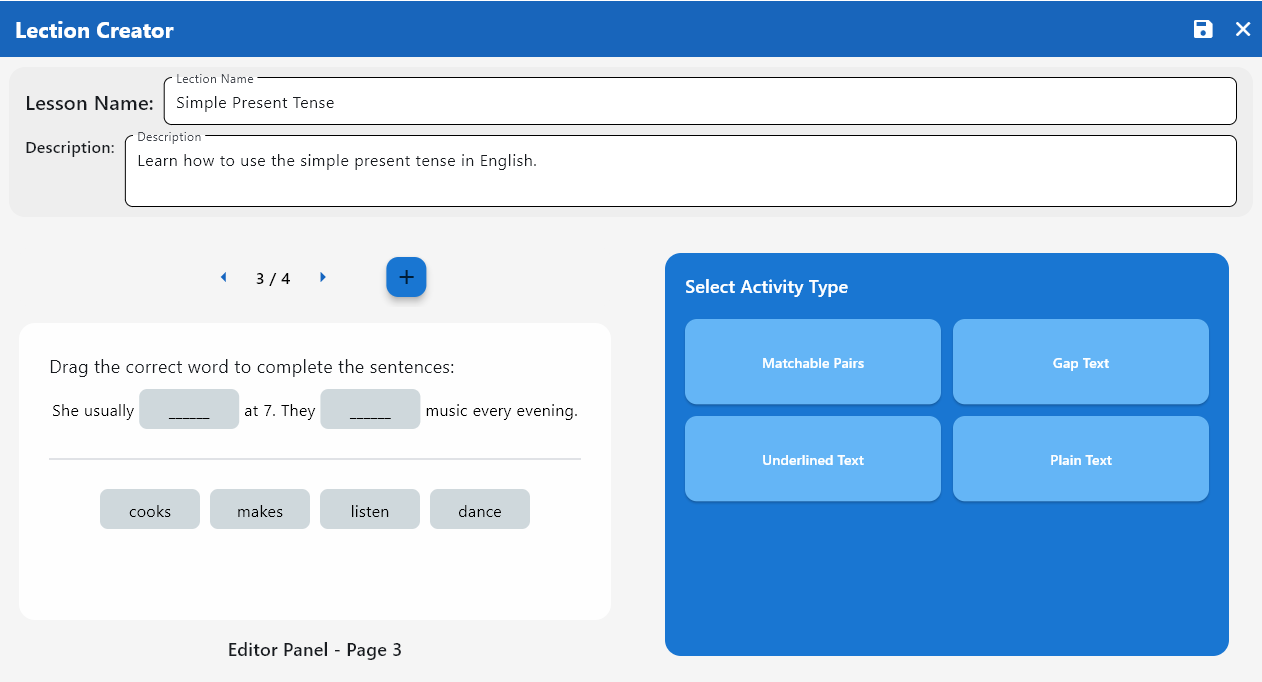 Lection Creator
Lection Name
Lesson Name: Simple Present Tense
Description
Description: Learn how to use the simple present tense in English.
3 / 4
+
Drag the correct word to complete the sentences:
She usually ______ at 7. They ______ music every evening.
cooks makes listen dance
Editor Panel - Page 3
Select Activity Type
Matchable Pairs Gap Text
Underlined Text Plain Text